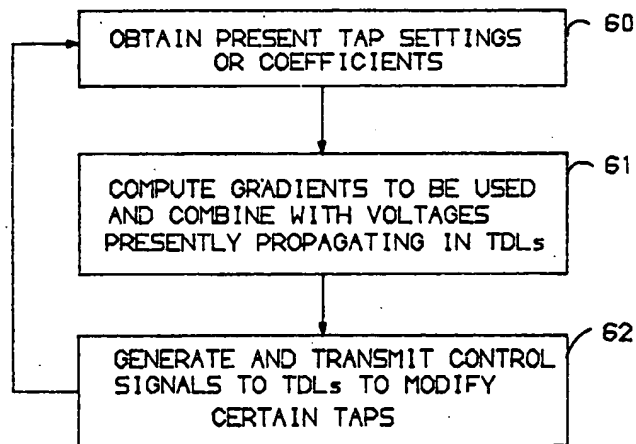 OBTAIN PRESENT TAP SETTINGS
OR COEFFICIENTS
60
COMPUTE GRADIENTS TO BE USED
AND COMBINE WITH VOLTAGES
PRESENTLY PROPAGATING IN TDLs
61
GENERATE AND TRANSMIT CONTROL
SIGNALS TO TDLs TO MODIFY
CERTAIN TAPS
62